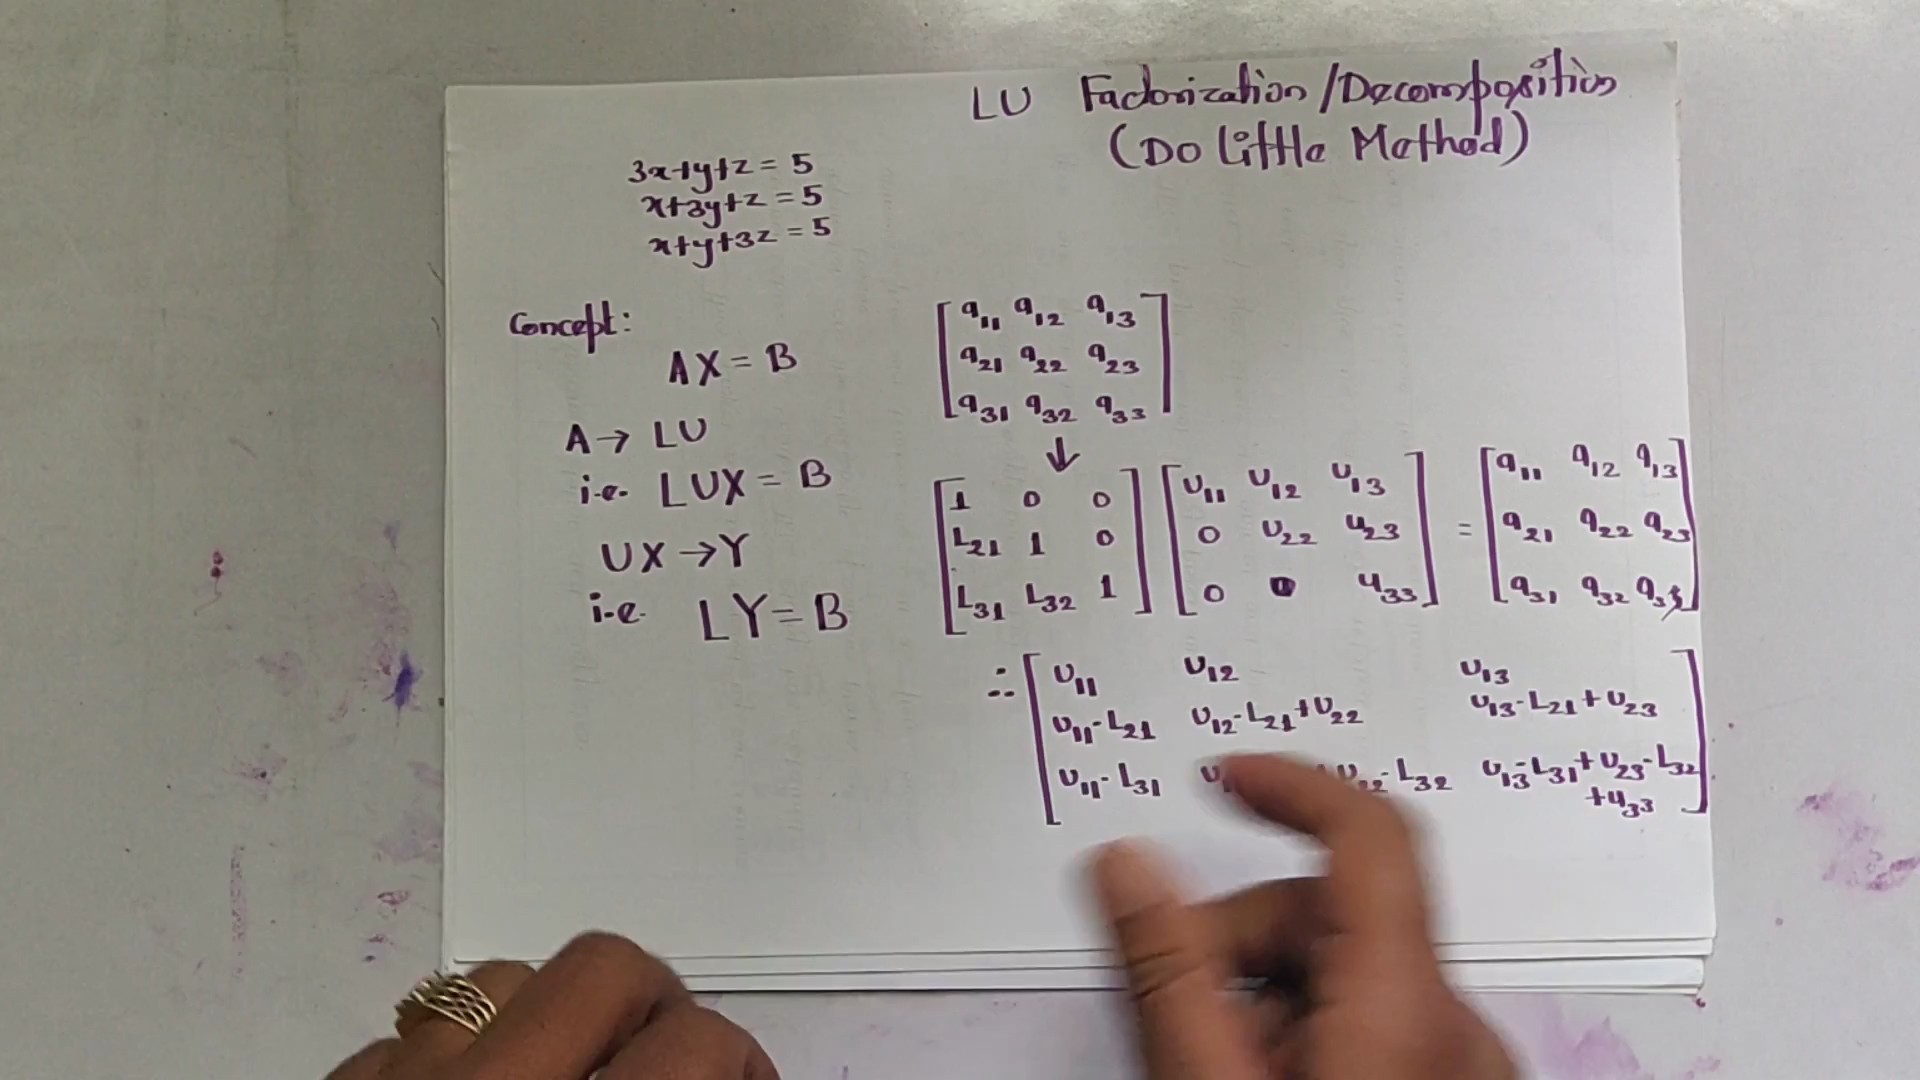 LU Factorization/Decomposition
(Do Little Method)
3x+y+z = 5
x+3y+z = 5
x+y+3z = 5
Concept:
AX = B
A → LU
i.e. LUX = B
UX → Y
i.e. LY = B
a11 a12 a13
a21 a22 a23
a31 a32 a33
↓
1 0 0
L21 1 0
L31 L32 1
U11 U12 U13
0 U22 U23
0 0 U33
=
a11 a12 a13
a21 a22 a23
a31 a32 a33
∴
U11 U12 U13
U11·L21 U12·L21+U22 U13·L21+U23
U11·L31 ·L32 U13·L31+U23·L32
+U33